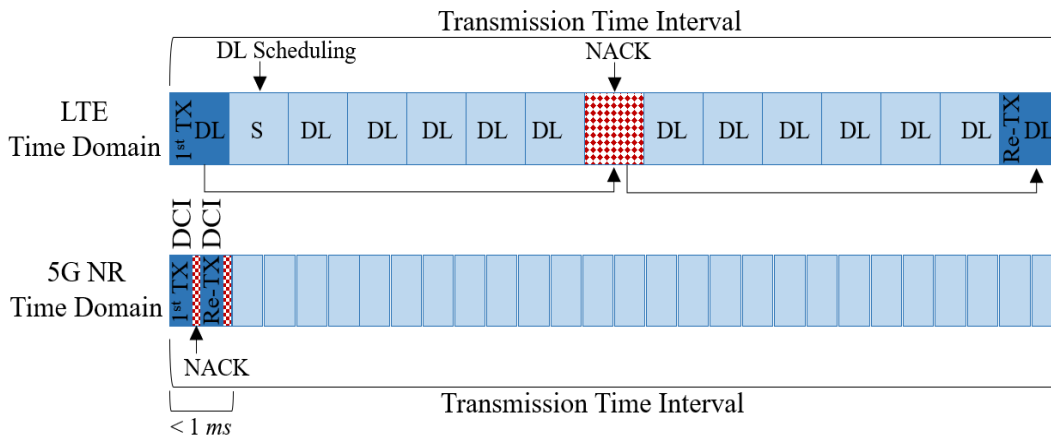 Transmission Time Interval
DL Scheduling
NACK
LTE
Time Domain
1st TX
DL
S
DL
DL
DL
DL
DL
DL
DL
DL
DL
DL
DL
Re-TX
DL
DCI
DCI
5G NR
Time Domain
1st TX
Re-TX
NACK
Transmission Time Interval
< 1 ms